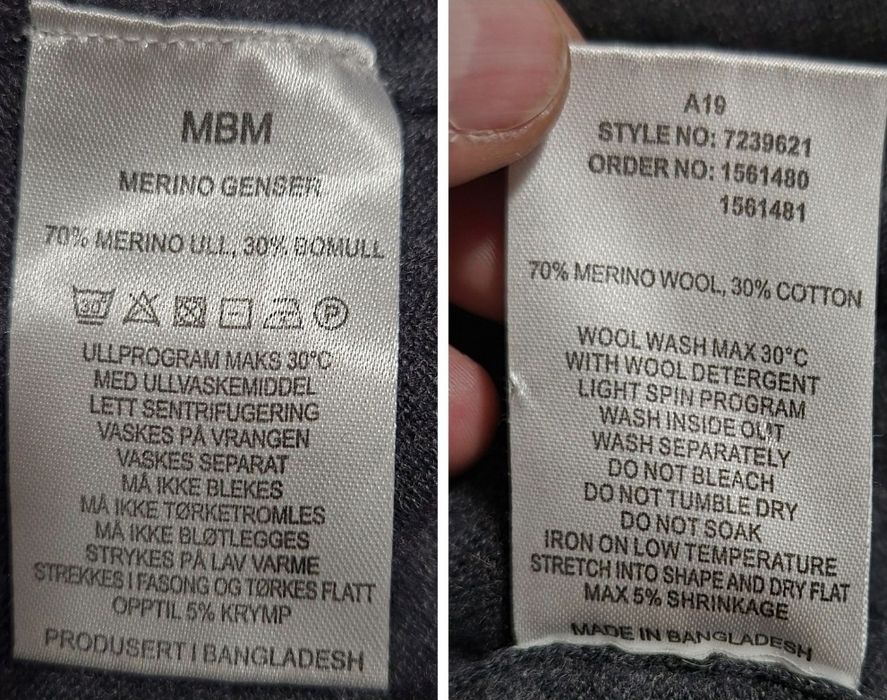 MBM
MERINO GENSER
70% MERINO ULL, 30% BOMULL
30 P
ULLPROGRAM MAKS 30°C
MED ULLVASKEMIDDEL
LETT SENTRIFUGERING
VASKES PÅ VRANGEN
VASKES SEPARAT
MÅ IKKE BLEKES
MÅ IKKE TØRKETROMLES
MÅ IKKE BLØTLEGGES
STRYKES PÅ LAV VARME
STREKKES I FASONG OG TØRKES FLATT
OPPTIL 5% KRYMP
PRODUSERT I BANGLADESH
A19
STYLE NO: 7239621
ORDER NO: 1561480
1561481
70% MERINO WOOL, 30% COTTON
WOOL WASH MAX 30°C
WITH WOOL DETERGENT
LIGHT SPIN PROGRAM
WASH INSIDE OUT
WASH SEPARATELY
DO NOT BLEACH
DO NOT TUMBLE DRY
DO NOT SOAK
IRON ON LOW TEMPERATURE
STRETCH INTO SHAPE AND DRY FLAT
MAX 5% SHRINKAGE
MADE IN BANGLADESH